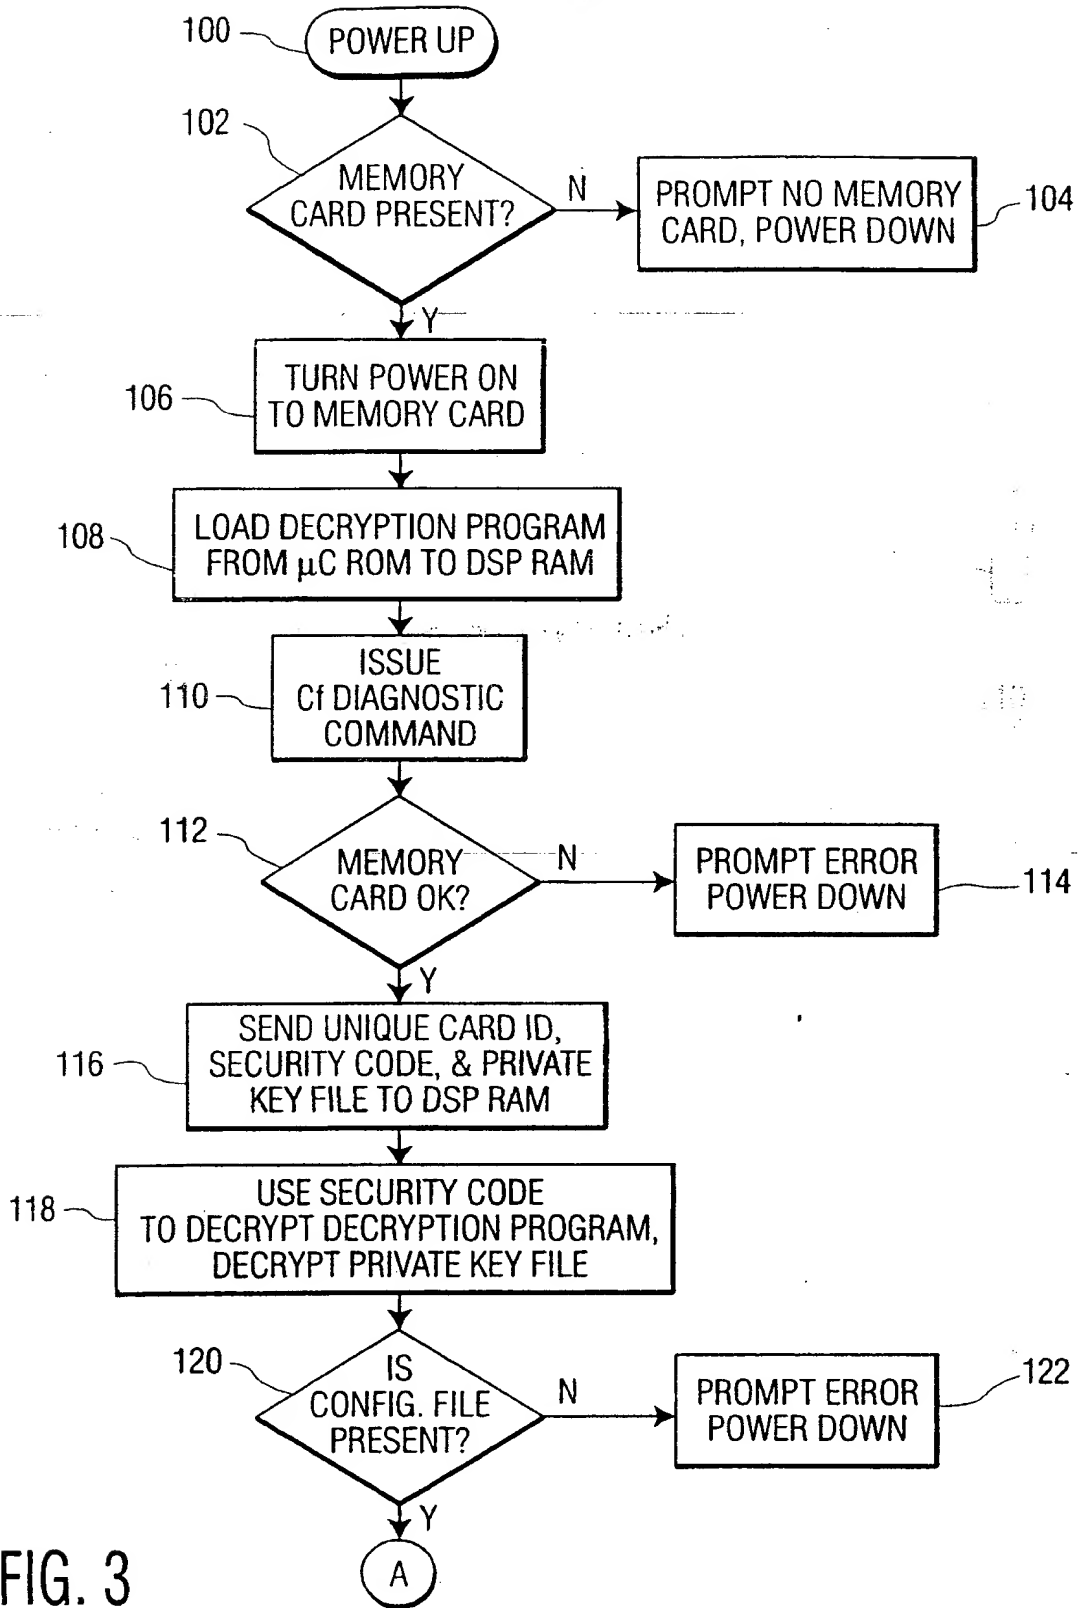 100
POWER UP
102
MEMORY
CARD PRESENT?
N
PROMPT NO MEMORY
CARD, POWER DOWN
104
Y
106
TURN POWER ON
TO MEMORY CARD
108
LOAD DECRYPTION PROGRAM
FROM µC ROM TO DSP RAM
110
ISSUE
Cf DIAGNOSTIC
COMMAND
112
MEMORY
CARD OK?
N
PROMPT ERROR
POWER DOWN
114
Y
116
SEND UNIQUE CARD ID,
SECURITY CODE, & PRIVATE
KEY FILE TO DSP RAM
118
USE SECURITY CODE
TO DECRYPT DECRYPTION PROGRAM,
DECRYPT PRIVATE KEY FILE
120
IS
CONFIG. FILE
PRESENT?
N
PROMPT ERROR
POWER DOWN
122
Y
A
FIG. 3